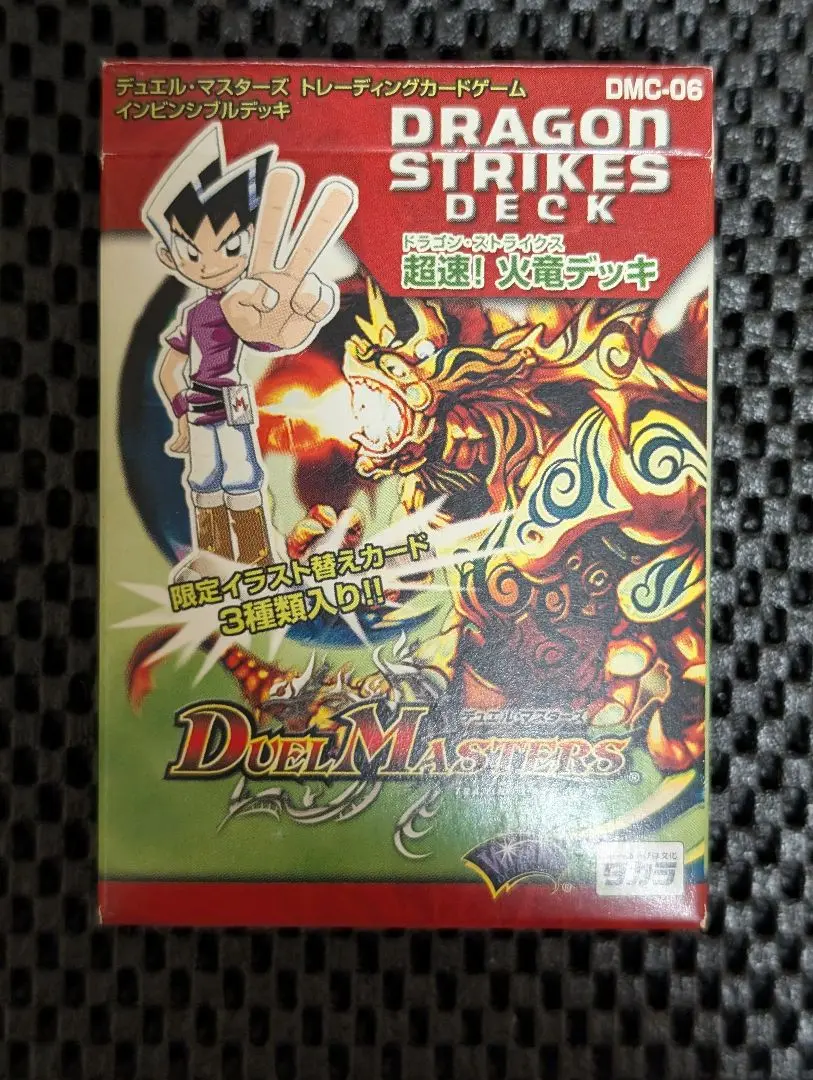 デュエル・マスターズ トレーディングカードゲーム
インビンシブルデッキ
DMC-06
DRAGON
STRIKES
DECK
ドラゴン・ストライクス
超速! 火竜デッキ
M
限定イラスト替えカード
3種類入り!!
デュエル・マスターズ
DUEL MASTERS®
タカラ